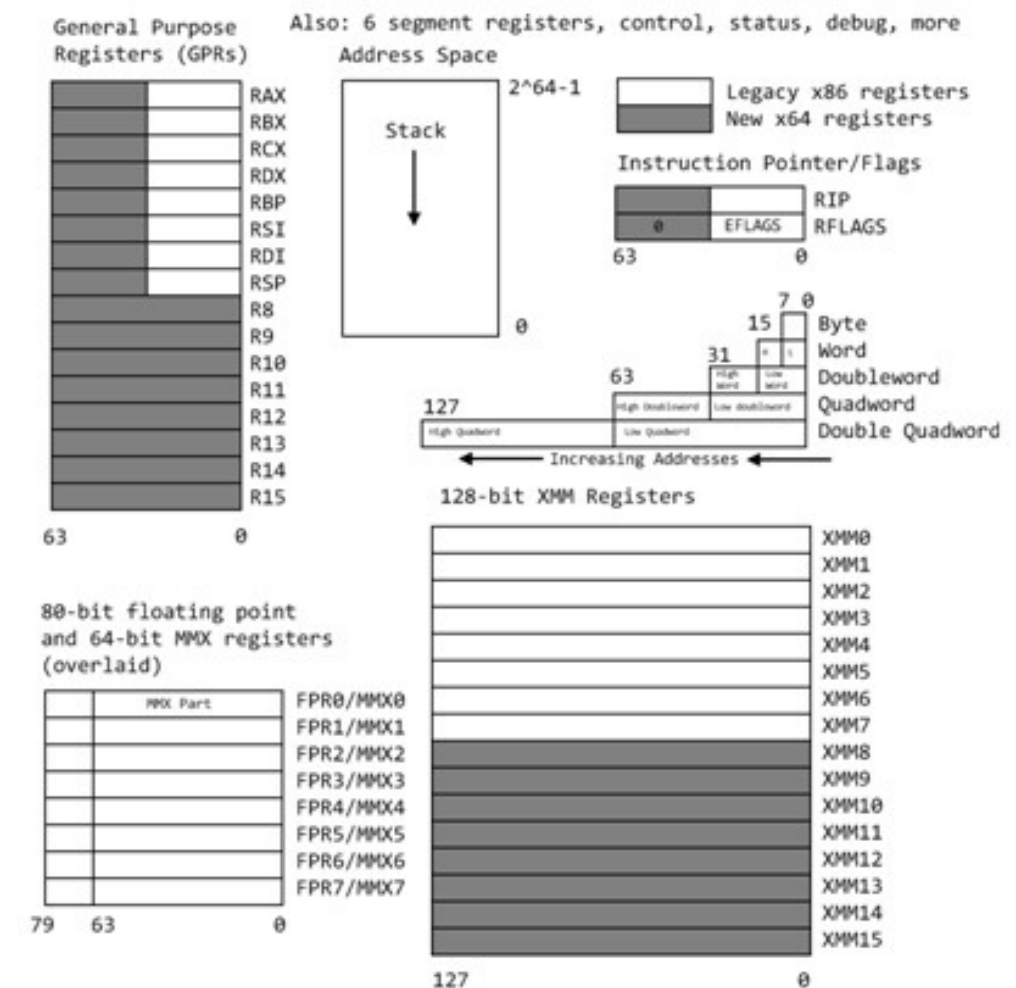 General Purpose
Registers (GPRs)
Also: 6 segment registers, control, status, debug, more
Address Space
RAX
RBX
RCX
RDX
RBP
RSI
RDI
RSP
R8
R9
R10
R11
R12
R13
R14
R15
63 0
2^64-1
Stack
0
Legacy x86 registers
New x64 registers
Instruction Pointer/Flags
RIP
0 EFLAGS RFLAGS
63 0
7 0
15 Byte
31 L Word
63 High Word Low Word Doubleword
127 High Doubleword Low doubleword Quadword
High Quadword Low Quadword Double Quadword
Increasing Addresses
80-bit floating point
and 64-bit MMX registers
(overlaid)
MMX Part FPR0/MMX0
FPR1/MMX1
FPR2/MMX2
FPR3/MMX3
FPR4/MMX4
FPR5/MMX5
FPR6/MMX6
FPR7/MMX7
79 63 0
128-bit XMM Registers
XMM0
XMM1
XMM2
XMM3
XMM4
XMM5
XMM6
XMM7
XMM8
XMM9
XMM10
XMM11
XMM12
XMM13
XMM14
XMM15
127 0